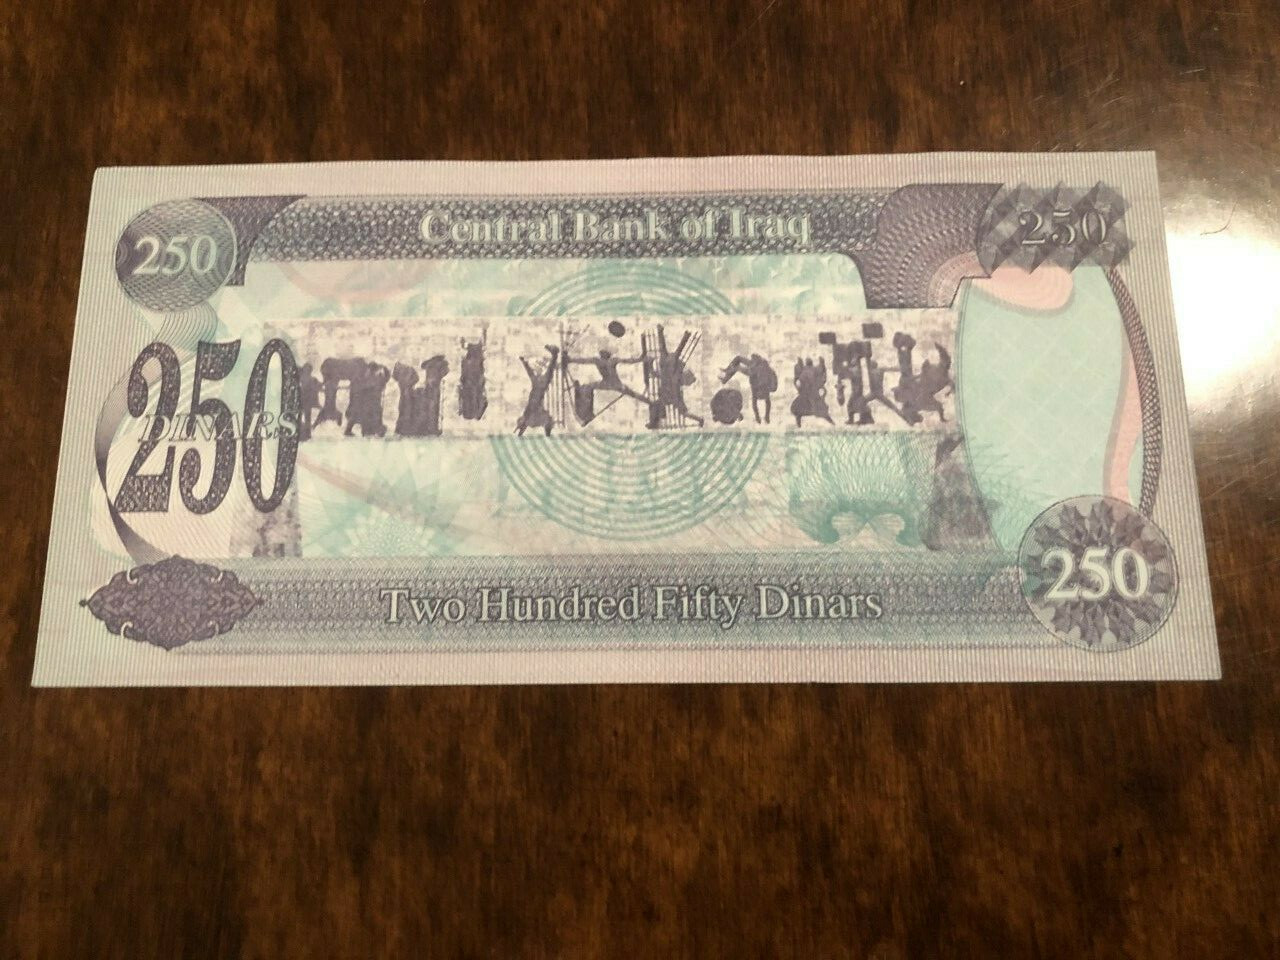 Central Bank of Iraq
250
250
250
DINARS
250
Two Hundred Fifty Dinars